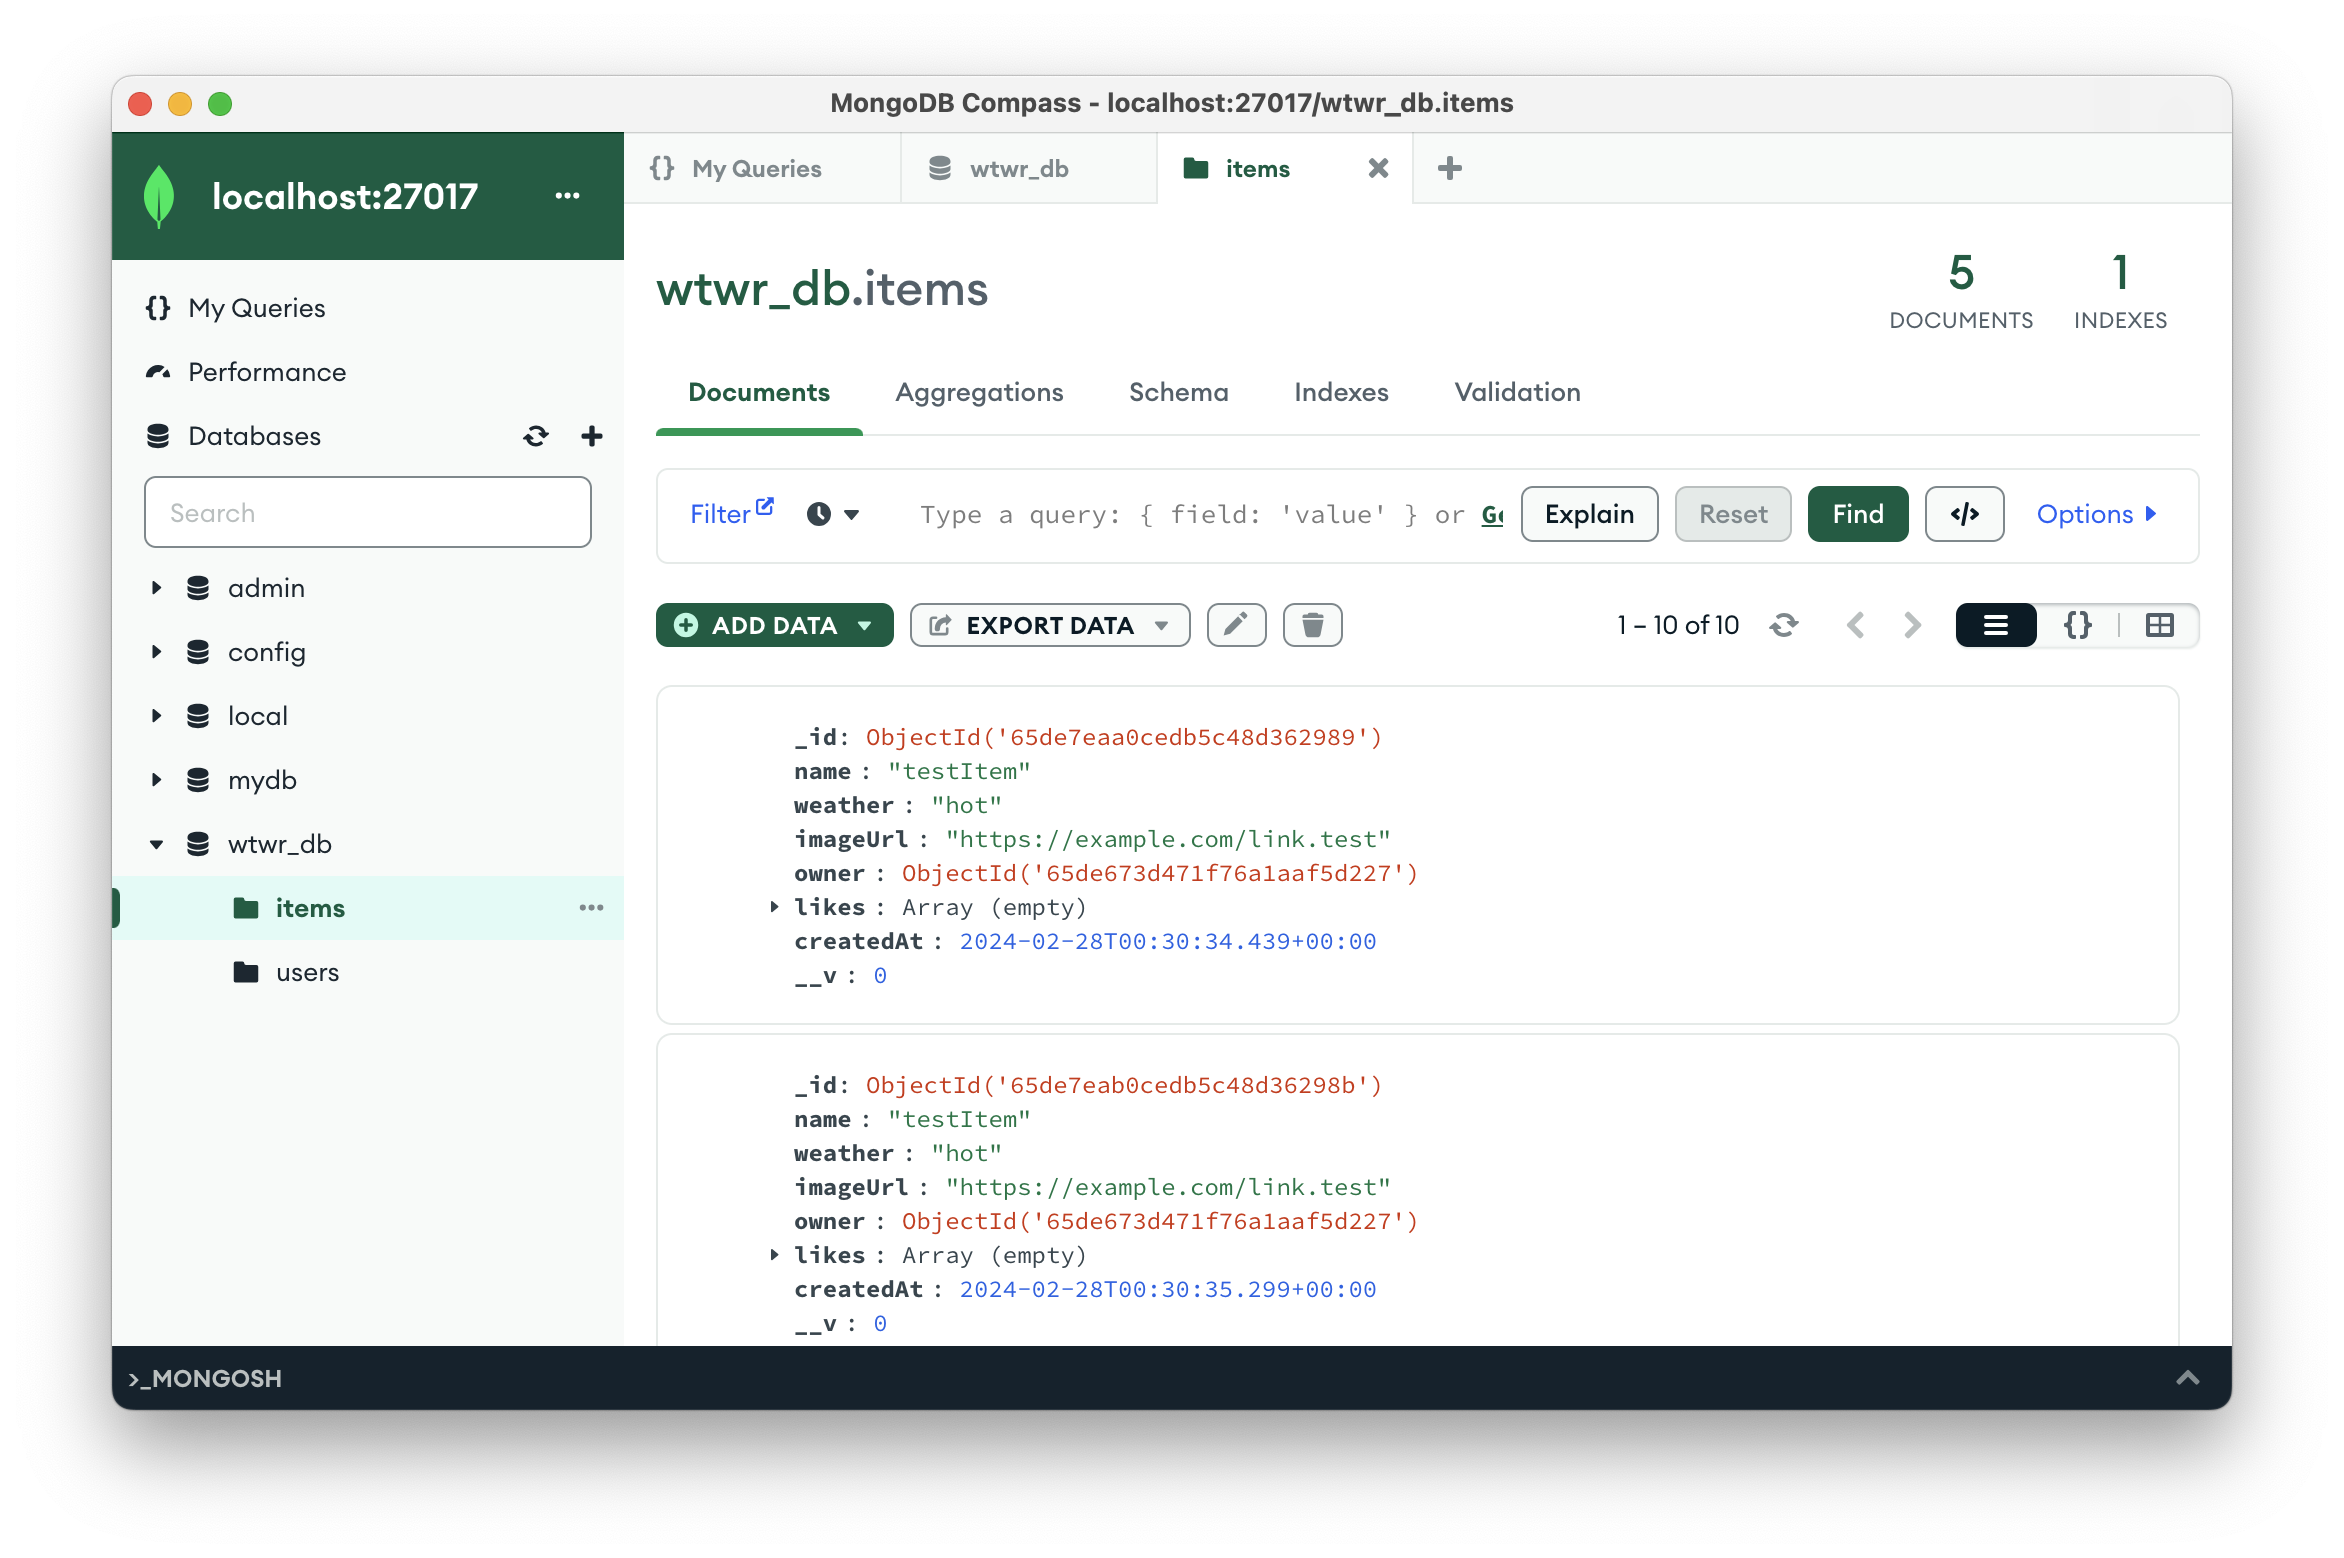 MongoDB Compass - localhost:27017/wtwr_db.items
localhost:27017
My Queries
Performance
Databases
Search
admin
config
local
mydb
wtwr_db
items
users
My Queries
wtwr_db
items
wtwr_db.items
5
DOCUMENTS
1
INDEXES
Documents
Aggregations
Schema
Indexes
Validation
Filter
Type a query: { field: 'value' } or
Explain
Reset
Find
</>
Options
ADD DATA
EXPORT DATA
1 – 10 of 10
{}
_id: ObjectId('65de7eaa0cedb5c48d362989')
name : "testItem"
weather : "hot"
imageUrl : "https://example.com/link.test"
owner : ObjectId('65de673d471f76a1aaf5d227')
likes : Array (empty)
createdAt : 2024-02-28T00:30:34.439+00:00
__v : 0
_id: ObjectId('65de7eab0cedb5c48d36298b')
name : "testItem"
weather : "hot"
imageUrl : "https://example.com/link.test"
owner : ObjectId('65de673d471f76a1aaf5d227')
likes : Array (empty)
createdAt : 2024-02-28T00:30:35.299+00:00
__v : 0
>_MONGOSH